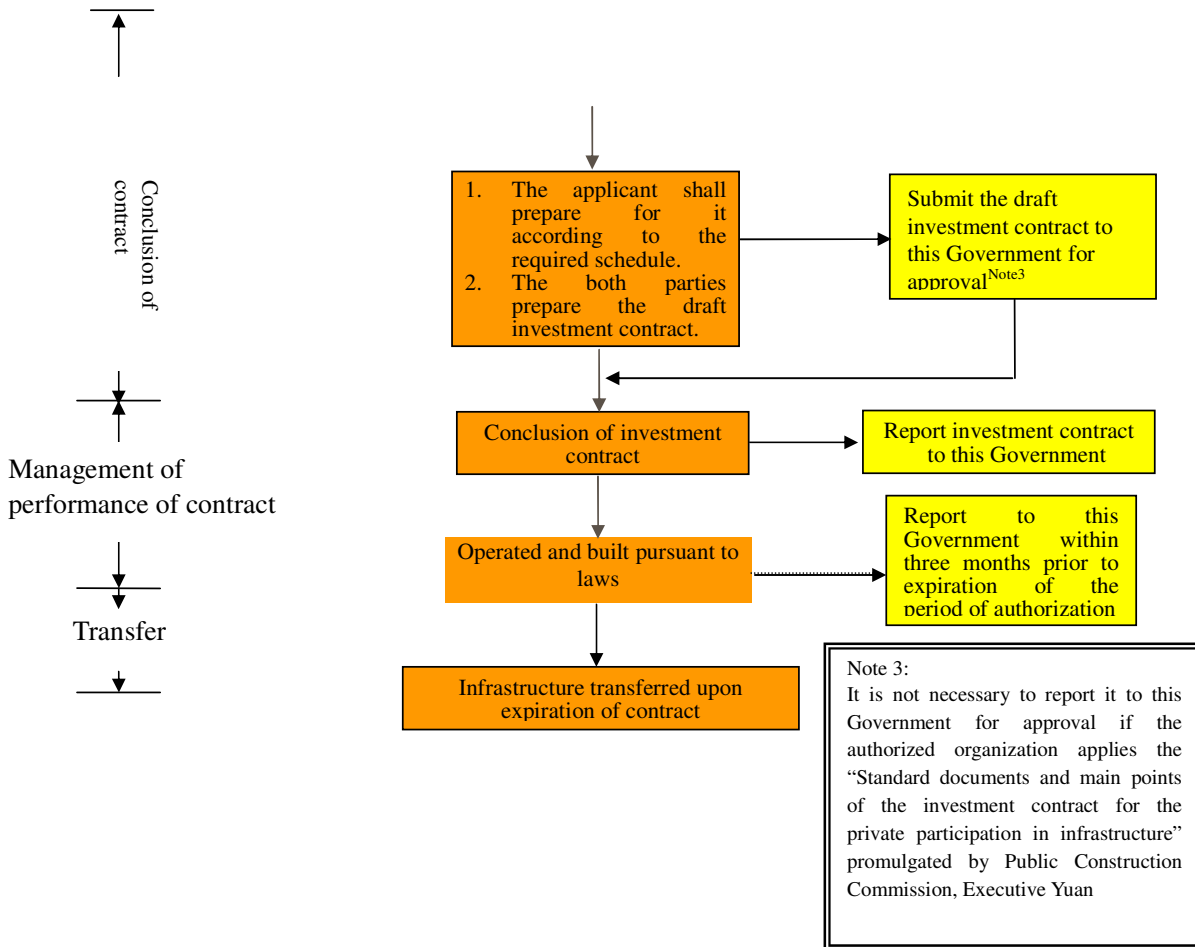 Conclusion of
contract
1. The applicant shall
prepare for it
according to the
required schedule.
2. The both parties
prepare the draft
investment contract.
Submit the draft
investment contract to
this Government for
approval Note3
Conclusion of investment
contract
Report investment contract
to this Government
Management of
performance of contract
Operated and built pursuant to
laws
Report to this
Government within
three months prior to
expiration of the
period of authorization
Transfer
Infrastructure transferred upon
expiration of contract
Note 3:
It is not necessary to report it to this
Government for approval if the
authorized organization applies the
“Standard documents and main points
of the investment contract for the
private participation in infrastructure”
promulgated by Public Construction
Commission, Executive Yuan